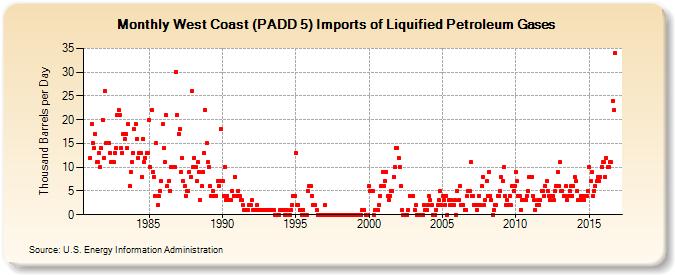 Monthly West Coast (PADD 5) Imports of Liquified Petroleum Gases
Thousand Barrels per Day
35
30
25
20
15
10
5
0
1985 1990 1995 2000 2005 2010 2015
Source: U.S. Energy Information Administration